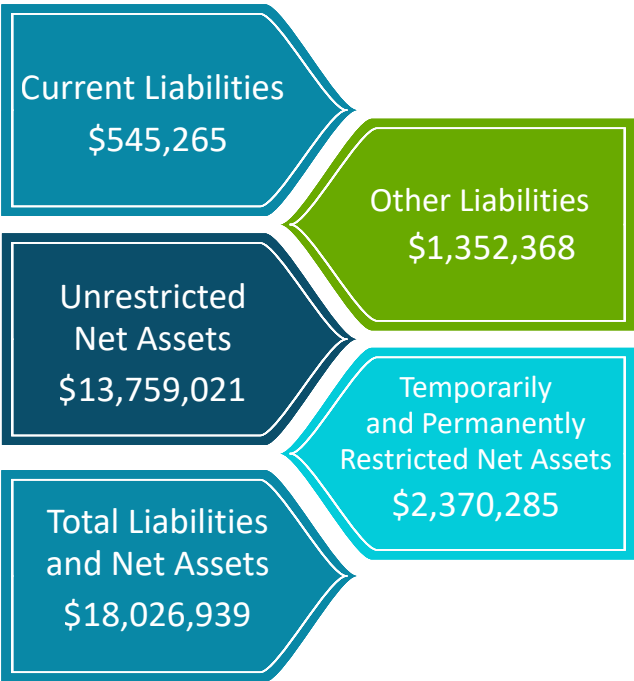 Current Liabilities
$545,265
Other Liabilities
$1,352,368
Unrestricted
Net Assets
$13,759,021
Temporarily
and Permanently
Restricted Net Assets
$2,370,285
Total Liabilities
and Net Assets
$18,026,939